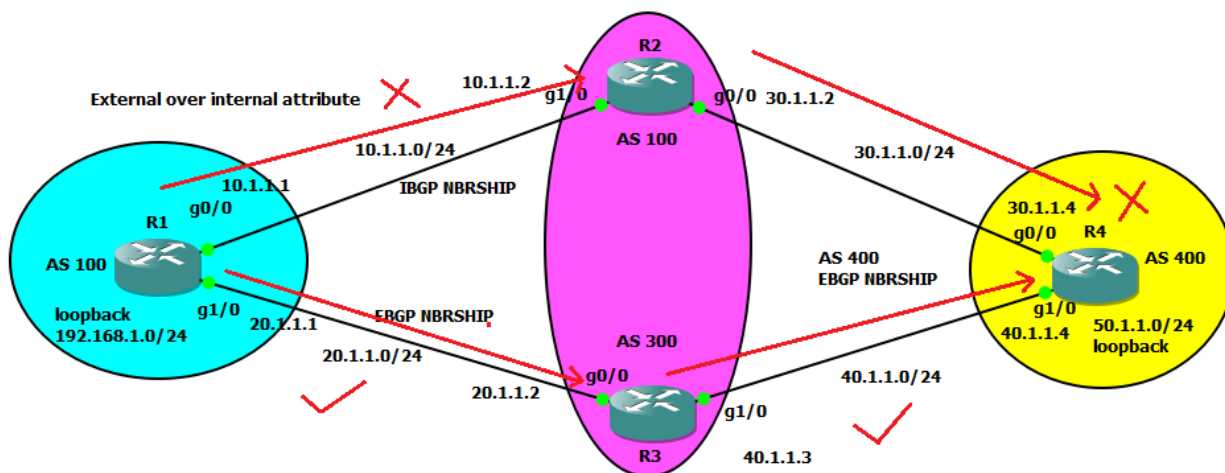 R2
10.1.1.2
g1/0
g0/0
30.1.1.2
External over internal attribute
AS 100
10.1.1.0/24
30.1.1.0/24
10.1.1.1
IBGP NBRSHIP
g0/0
30.1.1.4
R1
R4
g0/0
AS 100
AS 400
EBGP NBRSHIP
AS 400
loopback
192.168.1.0/24
g1/0
20.1.1.1
EBGP NBRSHIP
g1/0
40.1.1.4
50.1.1.0/24
loopback
20.1.1.0/24
AS 300
g0/0
20.1.1.2
40.1.1.0/24
g1/0
R3
40.1.1.3